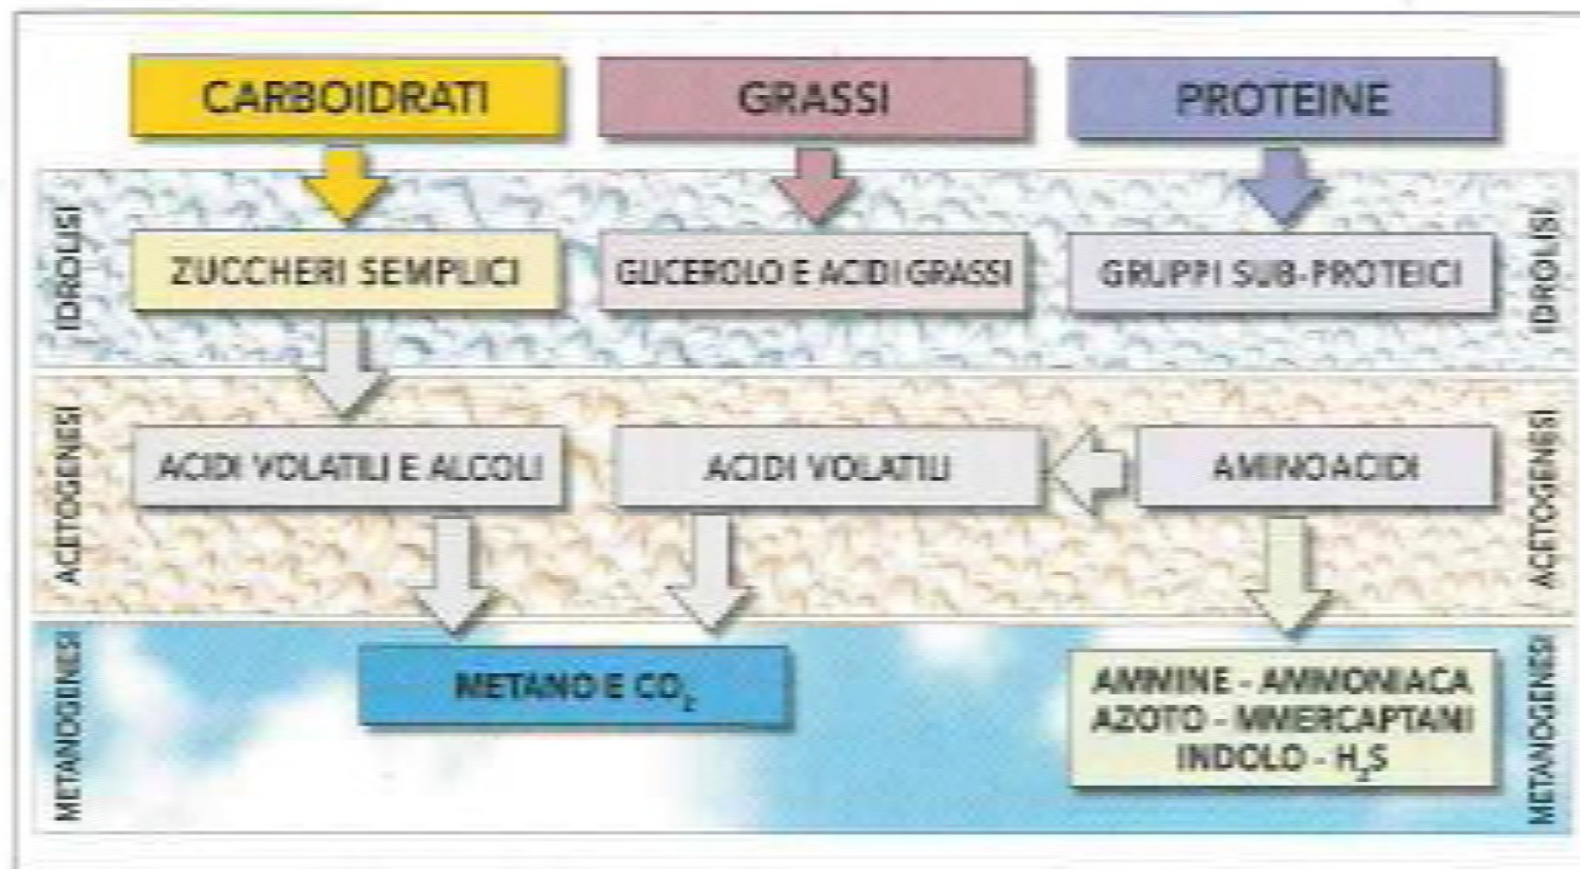 CARBOIDRATI
GRASSI
PROTEINE
IDROLISI
ZUCCHERI SEMPLICI
GLICEROLO E ACIDI GRASSI
GRUPPI SUB-PROTEICI
IDROLISI
ACETOGENESI
ACIDI VOLATILI E ALCOLI
ACIDI VOLATILI
AMINOACIDI
ACETOGENESI
METANOGENESI
METANO E CO₂
AMMINE - AMMONIACA
AZOTO - MMERCAPTANI
INDOLO - H₂S
METANOGENESI